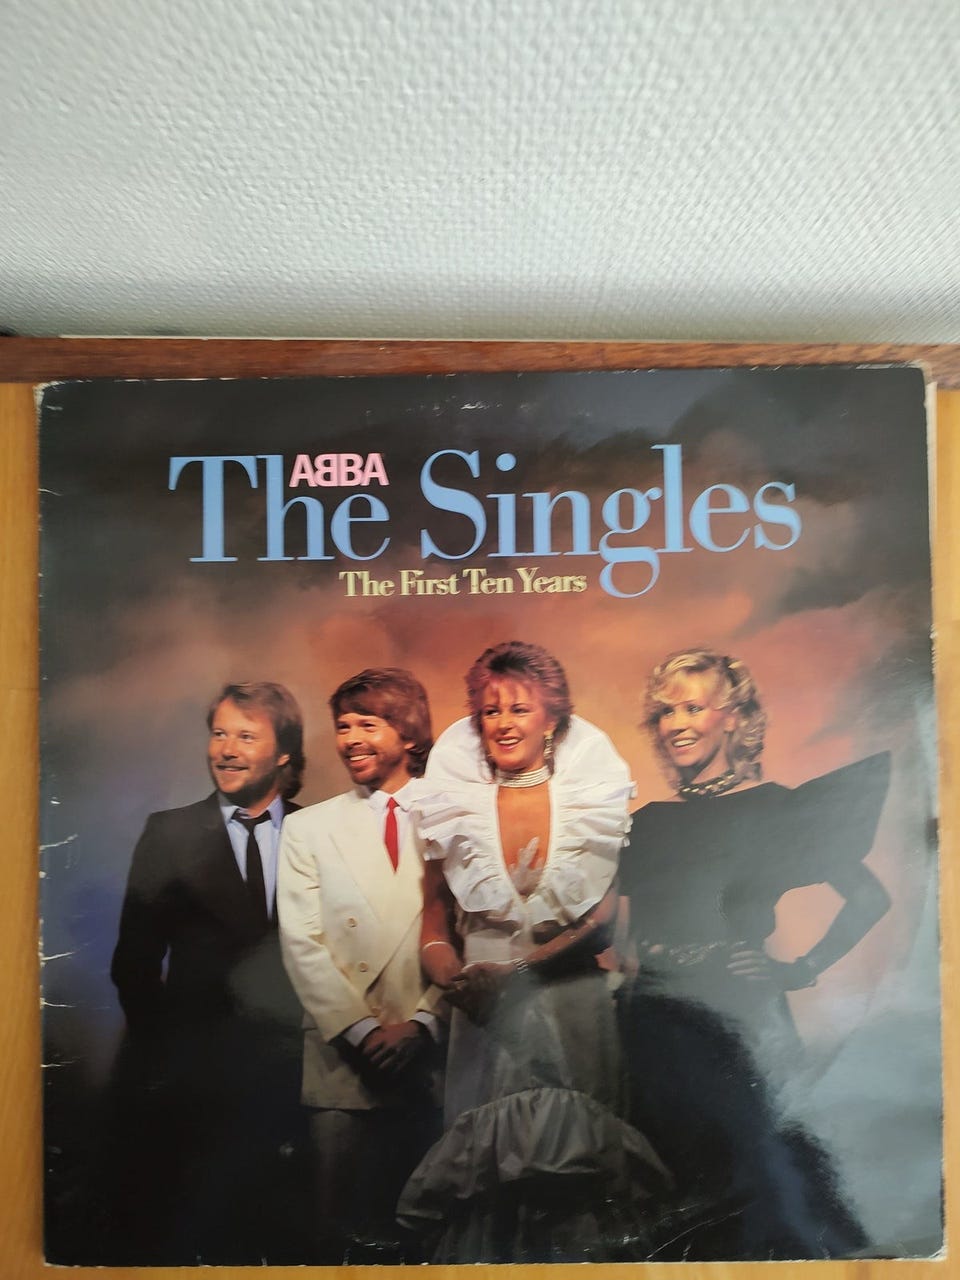 ABBA
The Singles
The First Ten Years